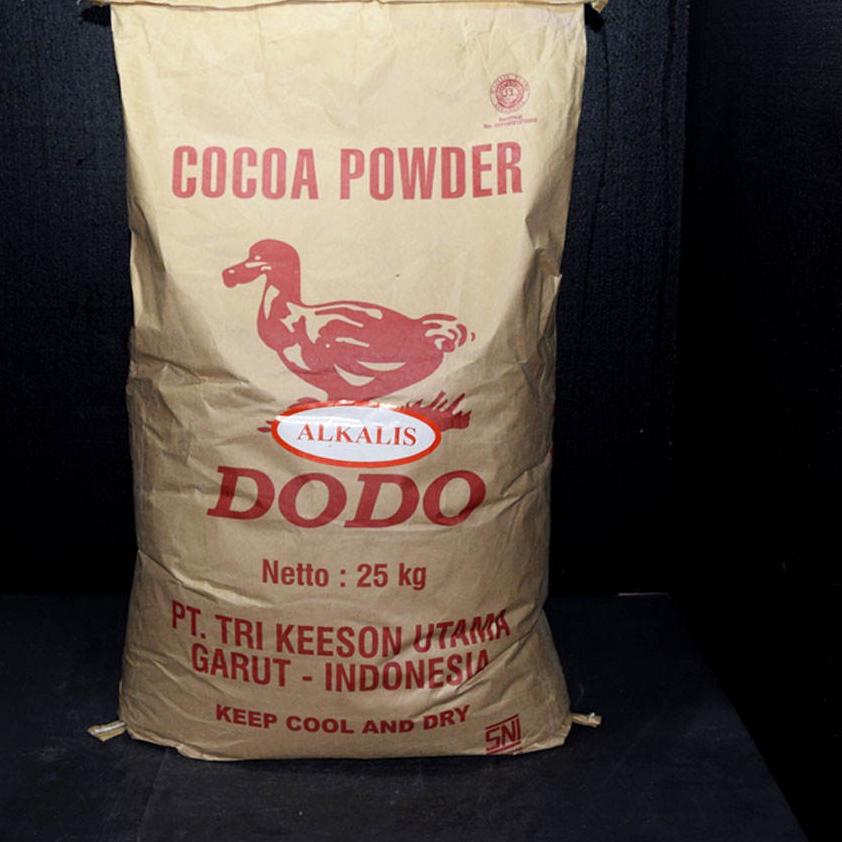 COCOA POWDER
ALKALIS
DODO
Netto : 25 kg
PT. TRI KEESON UTAMA
GARUT - INDONESIA
KEEP COOL AND DRY
SNI